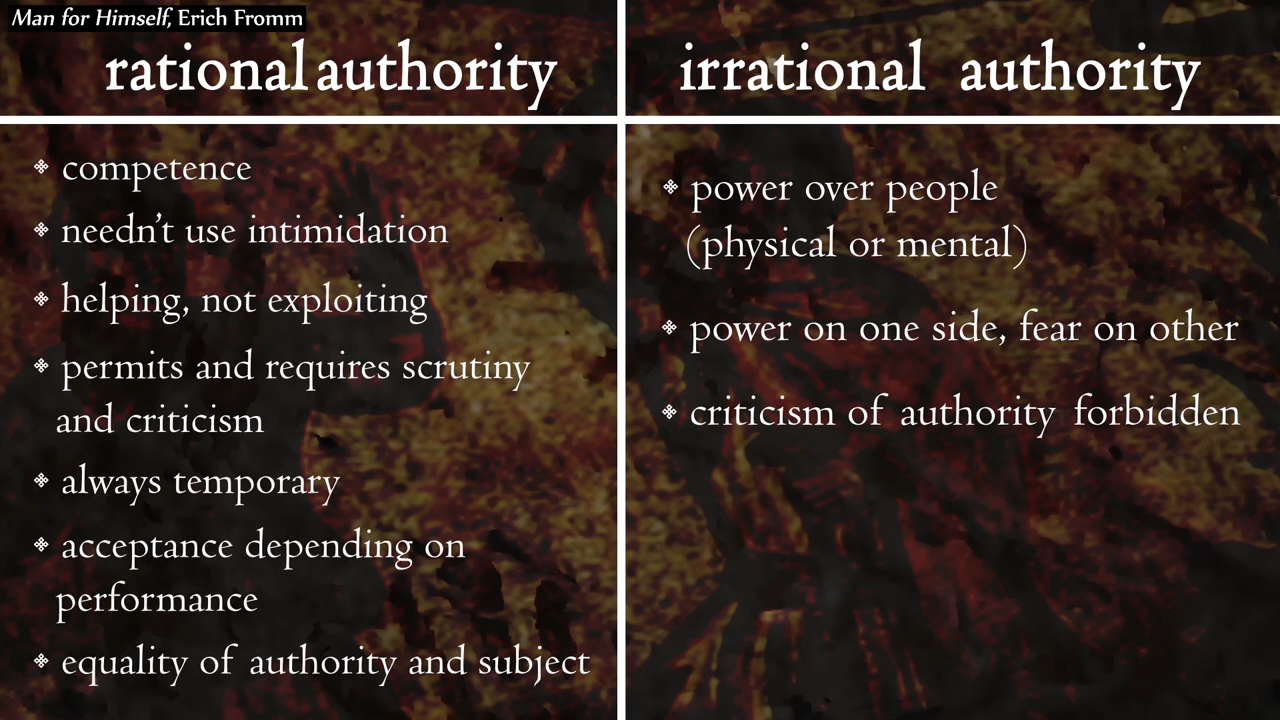 Man for Himself, Erich Fromm
rational authority
❖ competence
❖ needn't use intimidation
❖ helping, not exploiting
❖ permits and requires scrutiny
and criticism
❖ always temporary
❖ acceptance depending on
performance
❖ equality of authority and subject
irrational authority
❖ power over people
(physical or mental)
❖ power on one side, fear on other
❖ criticism of authority forbidden